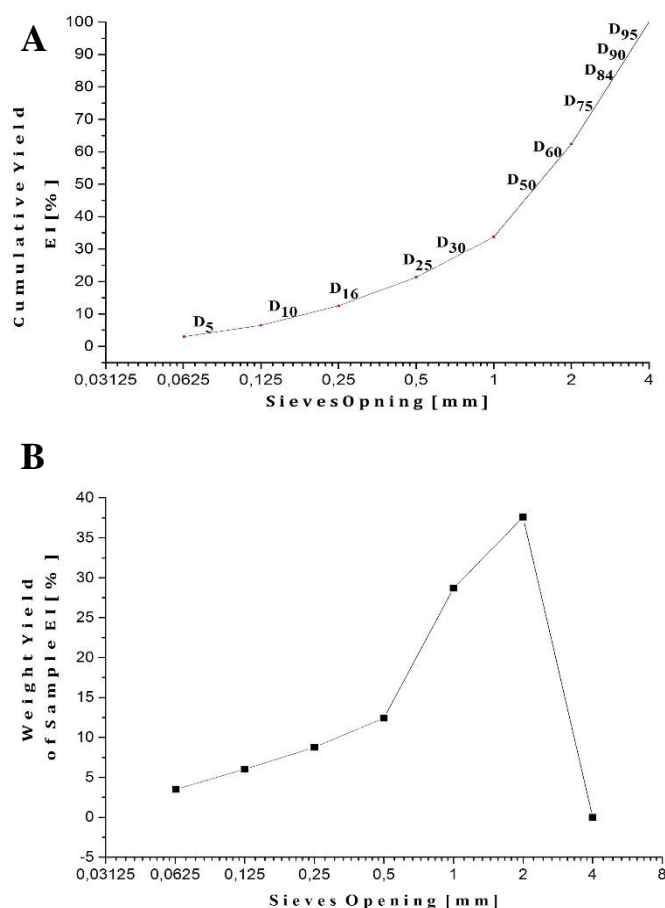 A
Cumulative Yield
EI[%]
100
90
80
70
60
50
40
30
20
10
0
D5
D10
D16
D25
D30
D50
D60
D75
D84
D90
D95
0,03125 0,0625 0,125 0,25 0,5 1 2 4
SievesOpning [mm]
B
Weight Yield
of Sample EI[%]
40
35
30
25
20
15
10
5
0
-5
0,03125 0,0625 0,125 0,25 0,5 1 2 4 8
Sieves Opening [mm]